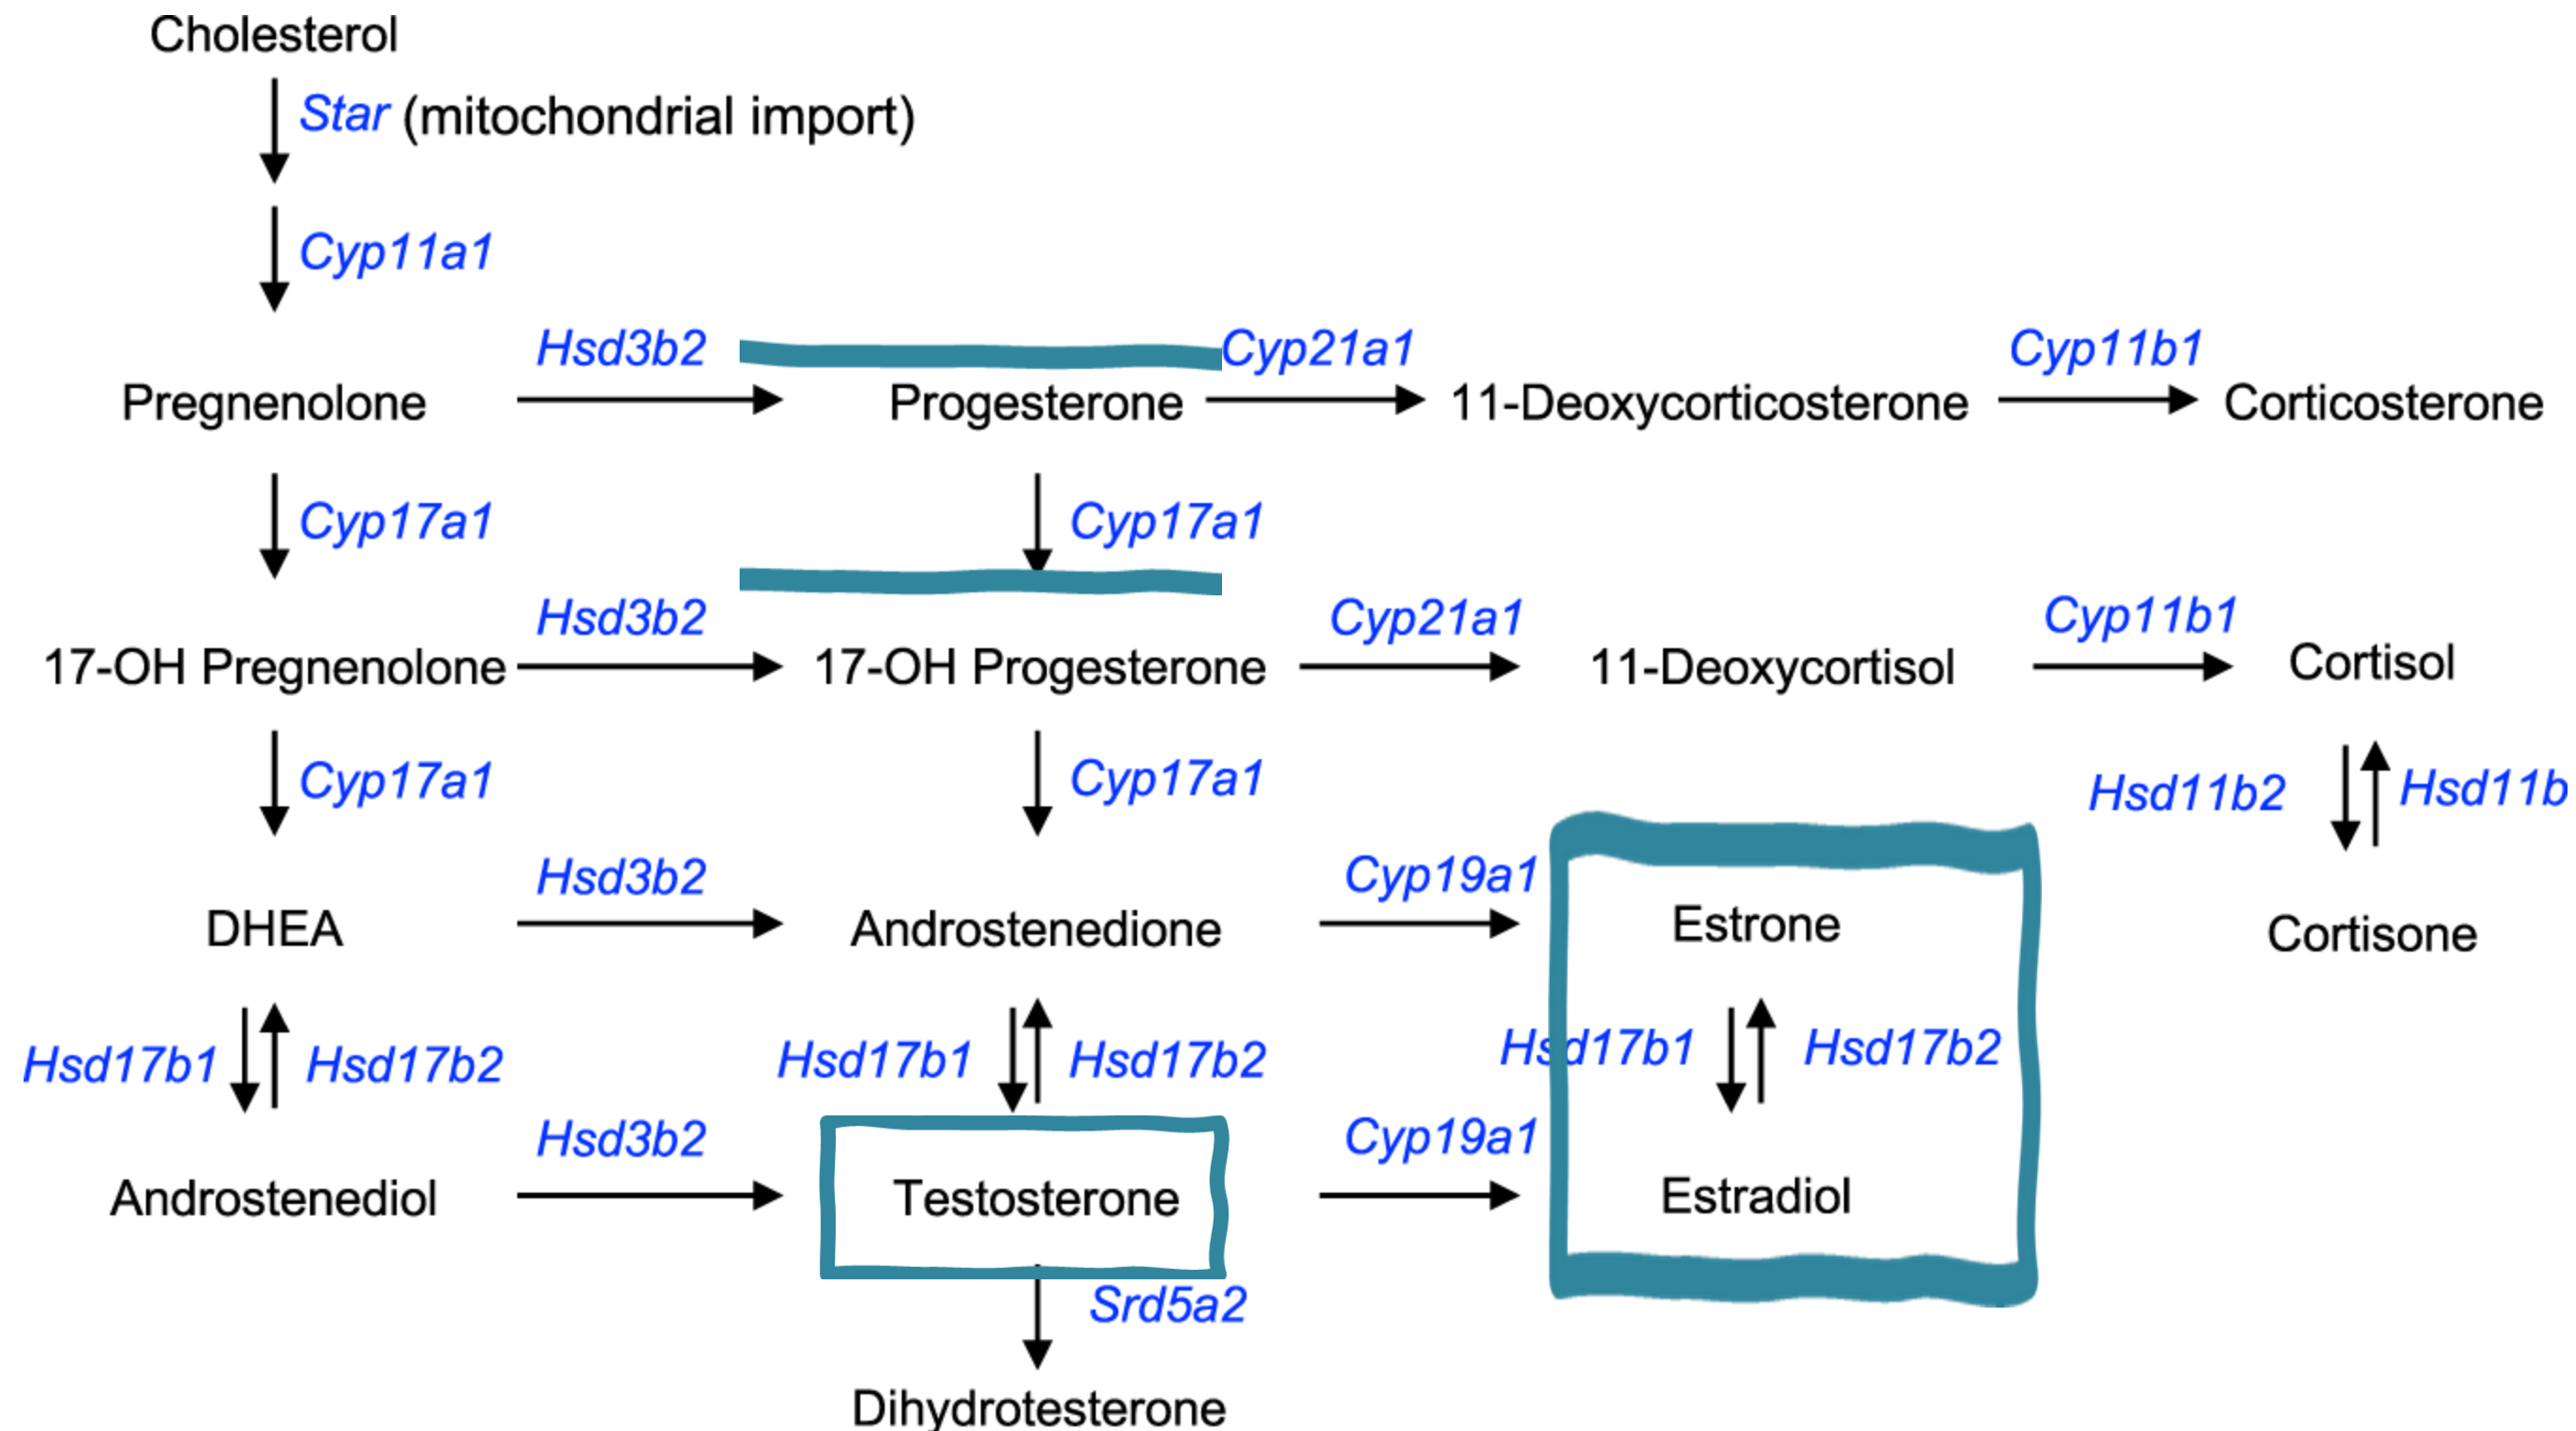 Cholesterol
Star (mitochondrial import)
Cyp11a1
Hsd3b2 Cyp21a1 Cyp11b1
Pregnenolone Progesterone 11-Deoxycorticosterone Corticosterone
Cyp17a1 Cyp17a1
Hsd3b2 Cyp21a1 Cyp11b1
17-OH Pregnenolone 17-OH Progesterone 11-Deoxycortisol Cortisol
Cyp17a1 Cyp17a1 Hsd11b2 Hsd11b
Hsd3b2 Cyp19a1
DHEA Androstenedione Estrone Cortisone
Hsd17b1 Hsd17b2 Hsd17b1 Hsd17b2 Hsd17b1 Hsd17b2
Hsd3b2 Cyp19a1
Androstenediol Testosterone Estradiol
Srd5a2
Dihydrotesterone